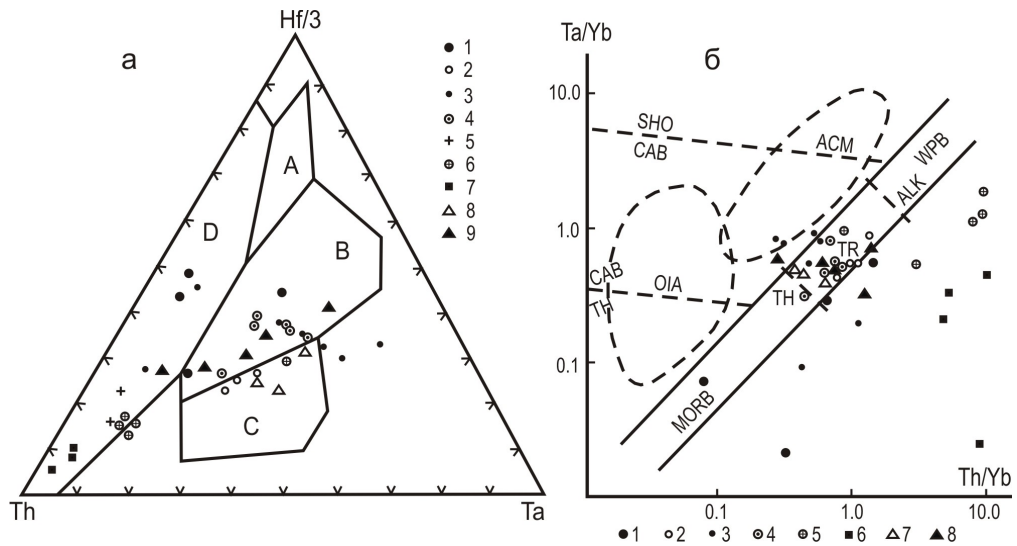 Hf/3
а
1
2
3
4
5
6
7
8
9
A
D
B
C
Th
Ta
Ta/Yb
б
10.0
SHO
CAB
ACM
WPB
ALK
1.0
TR
CAB
OIA
TH
TH
0.1
MORB
Th/Yb
0.1 1.0 10.0
1 2 3 4 5 6 7 8